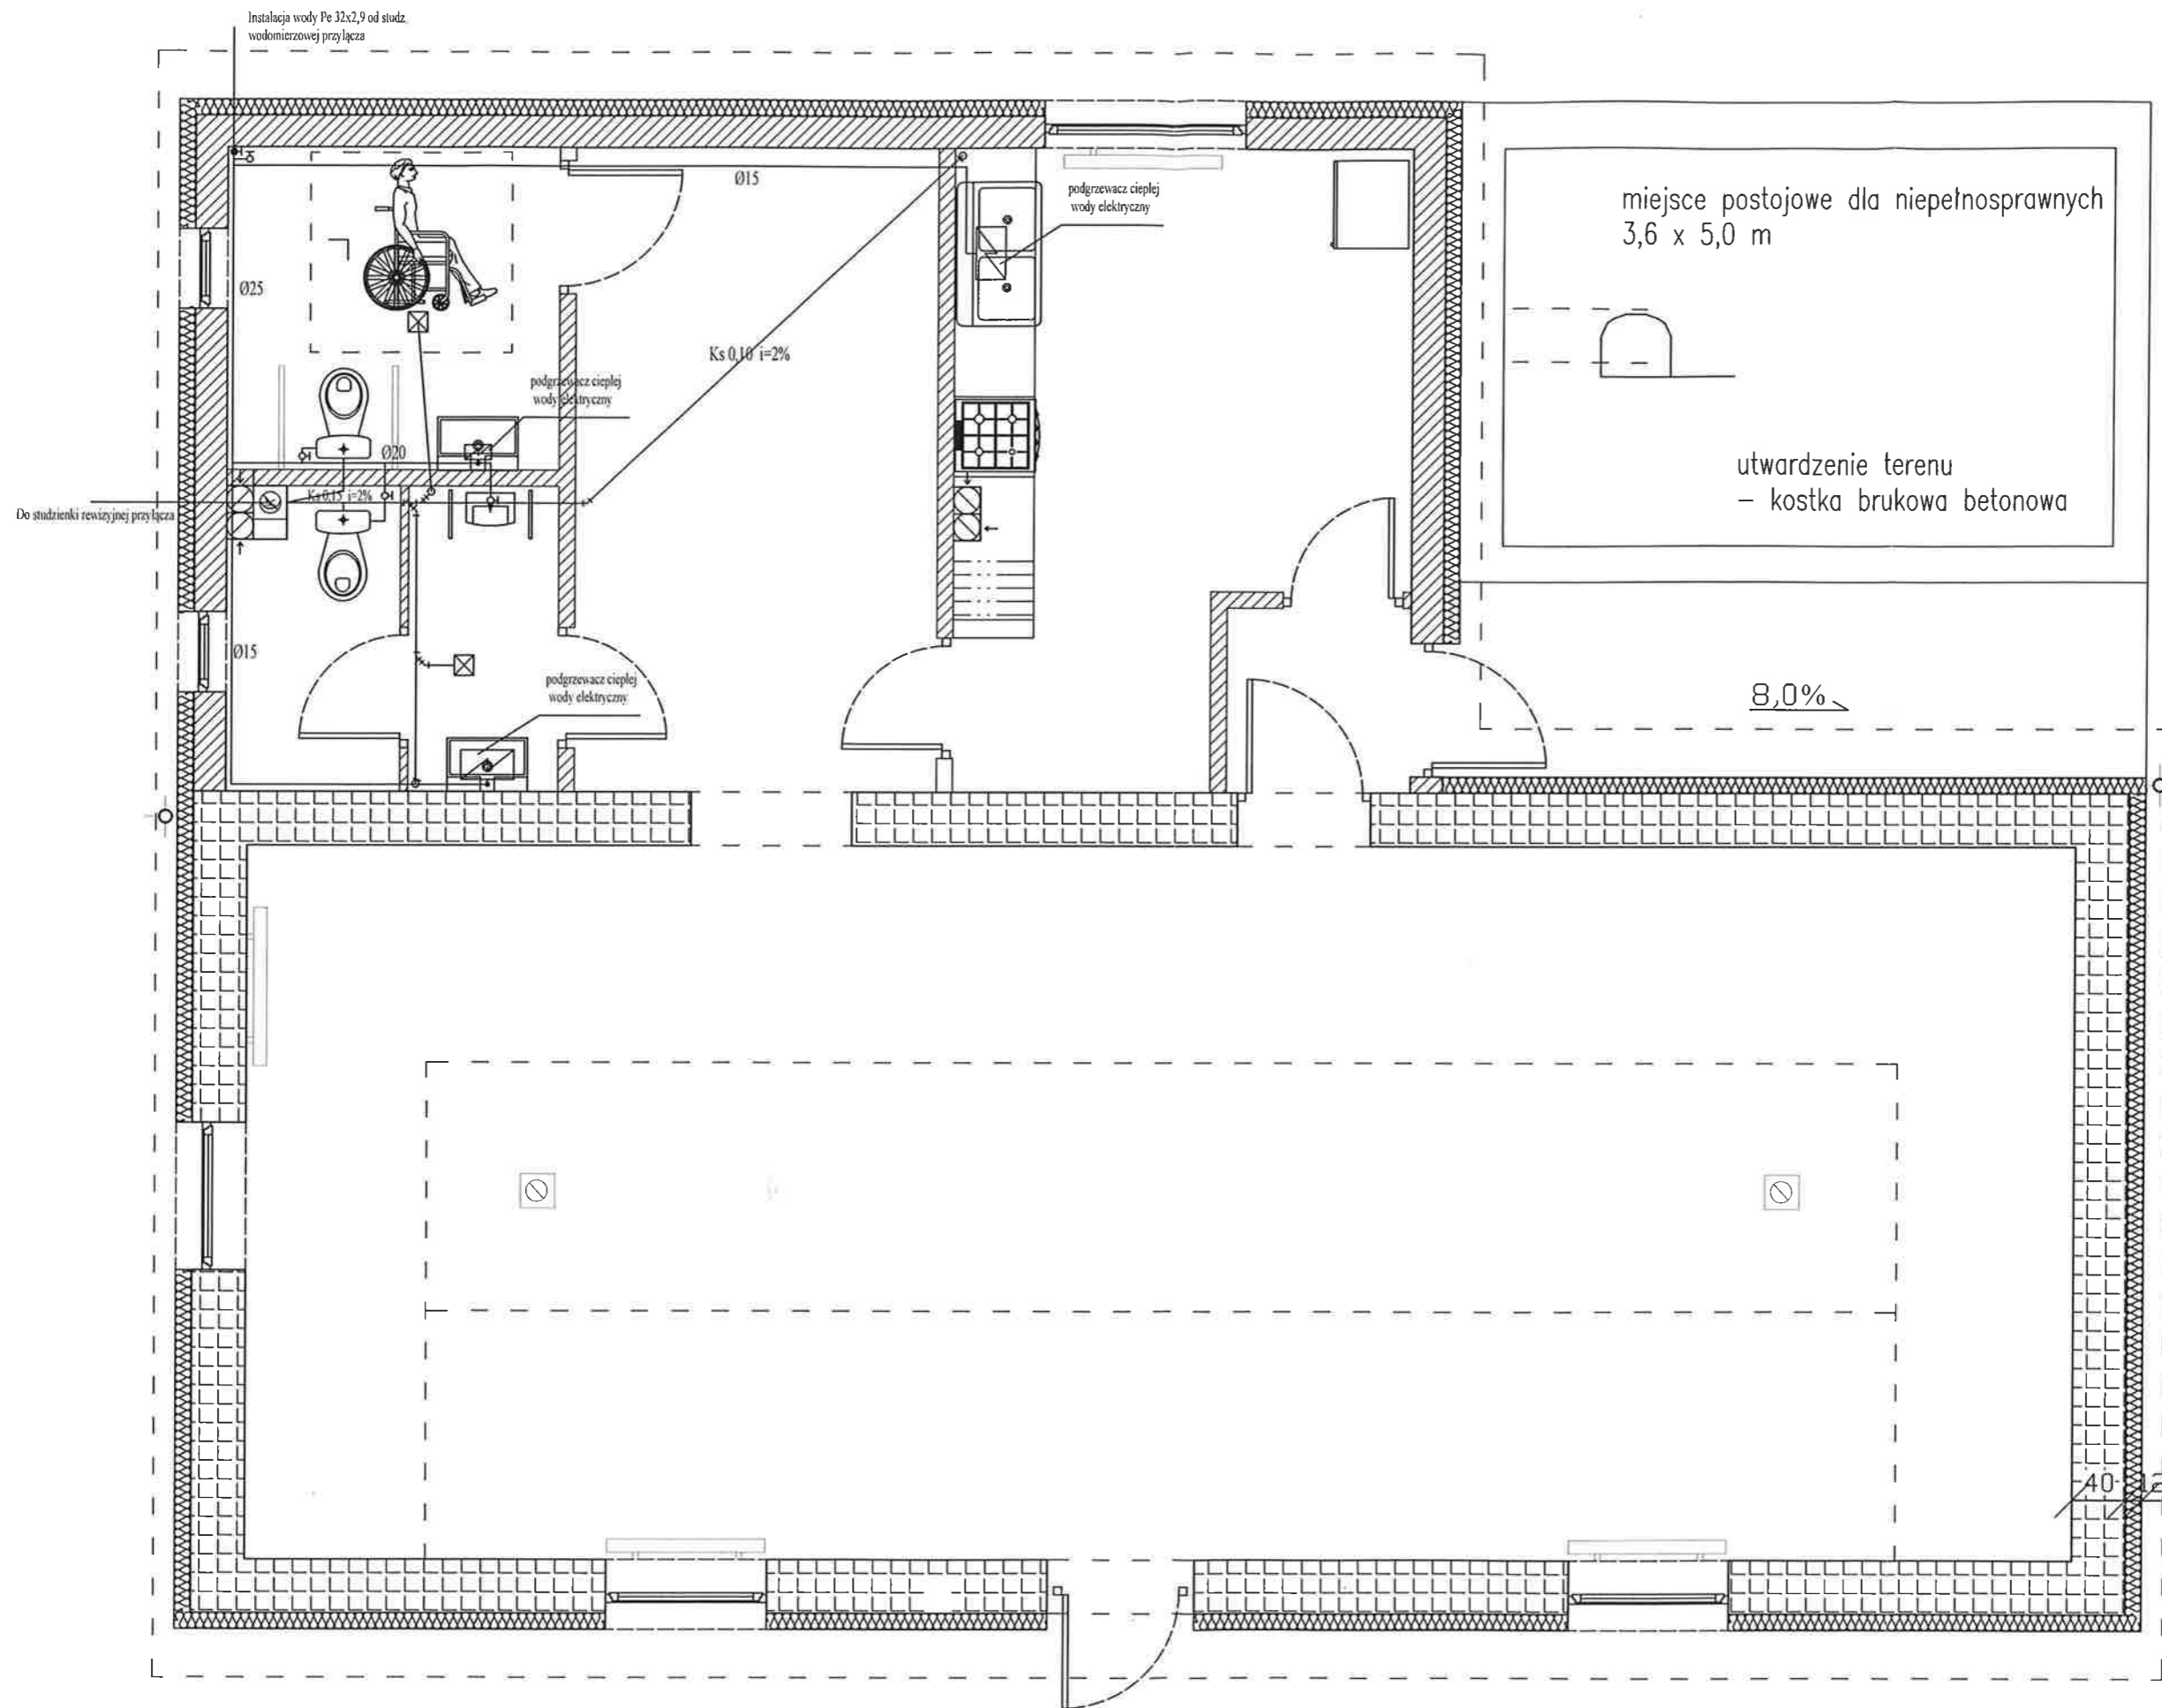 Instalacja wody Pe 32x2,9 od studz.
wodomierzowej przyłącza
Ø15
podgrzewacz ciepłej
wody elektryczny
miejsce postojowe dla niepełnosprawnych
3,6 x 5,0 m
Ø25
Ks 0,10 i=2%
podgrzewacz ciepłej
wody elektryczny
Ø20
utwardzenie terenu
– kostka brukowa betonowa
Ks 0,15 i=2%
Do studzienki rewizyjnej przyłącza
Ø15
podgrzewacz ciepłej
wody elektryczny
8,0%
40
12